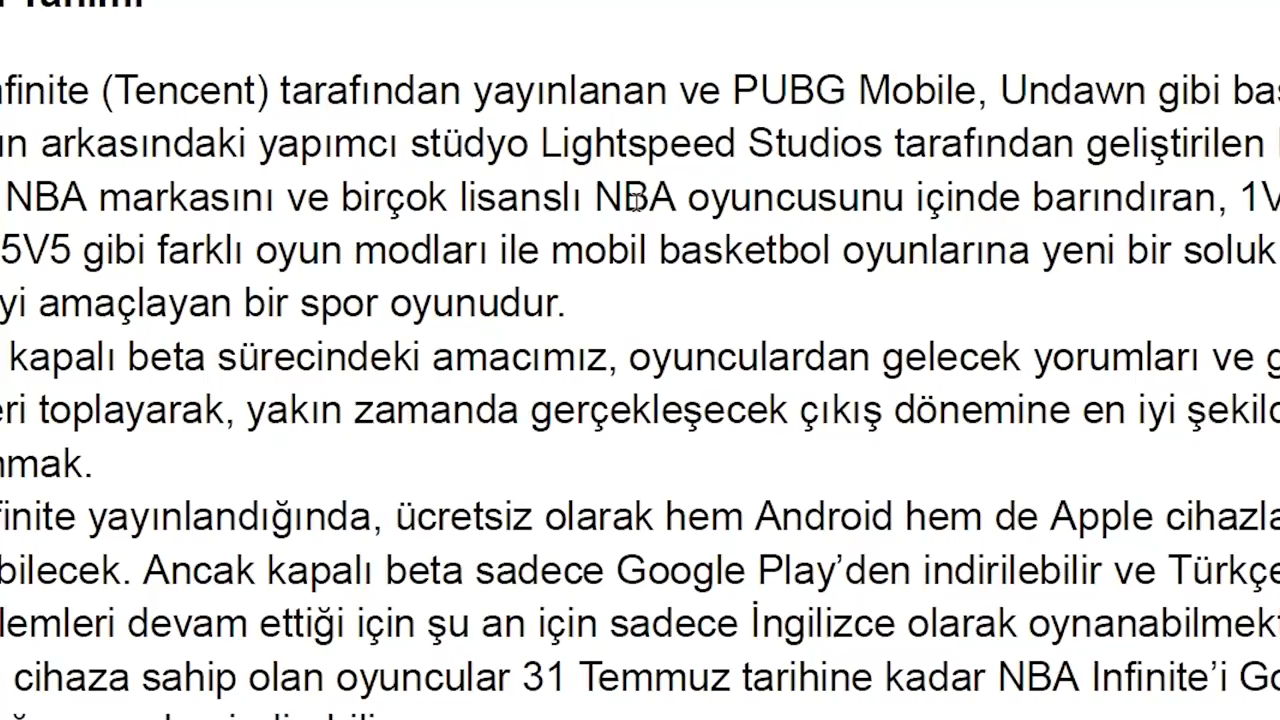 Tanımı
finite (Tencent) tarafından yayınlanan ve PUBG Mobile, Undawn gibi
arkasındaki yapımcı stüdyo Lightspeed Studios tarafından geliştirilen
NBA markasını ve birçok lisanslı NBA oyuncusunu içinde barındıran, 1V
5V5 gibi farklı oyun modları ile mobil basketbol oyunlarına yeni bir soluk
yi amaçlayan bir spor oyunudur.
kapalı beta sürecindeki amacımız, oyunculardan gelecek yorumları ve g
eri toplayarak, yakın zamanda gerçekleşecek çıkış dönemine en iyi
mak.
finite yayınlandığında, ücretsiz olarak hem Android hem de Apple cihazla
bilecek. Ancak kapalı beta sadece Google Play’den indirilebilir ve Türkçe
lemleri devam ettiği için şu an için sadece İngilizce olarak oynanabilmekt
cihaza sahip olan oyuncular 31 Temmuz tarihine kadar NBA Infinite’i Go